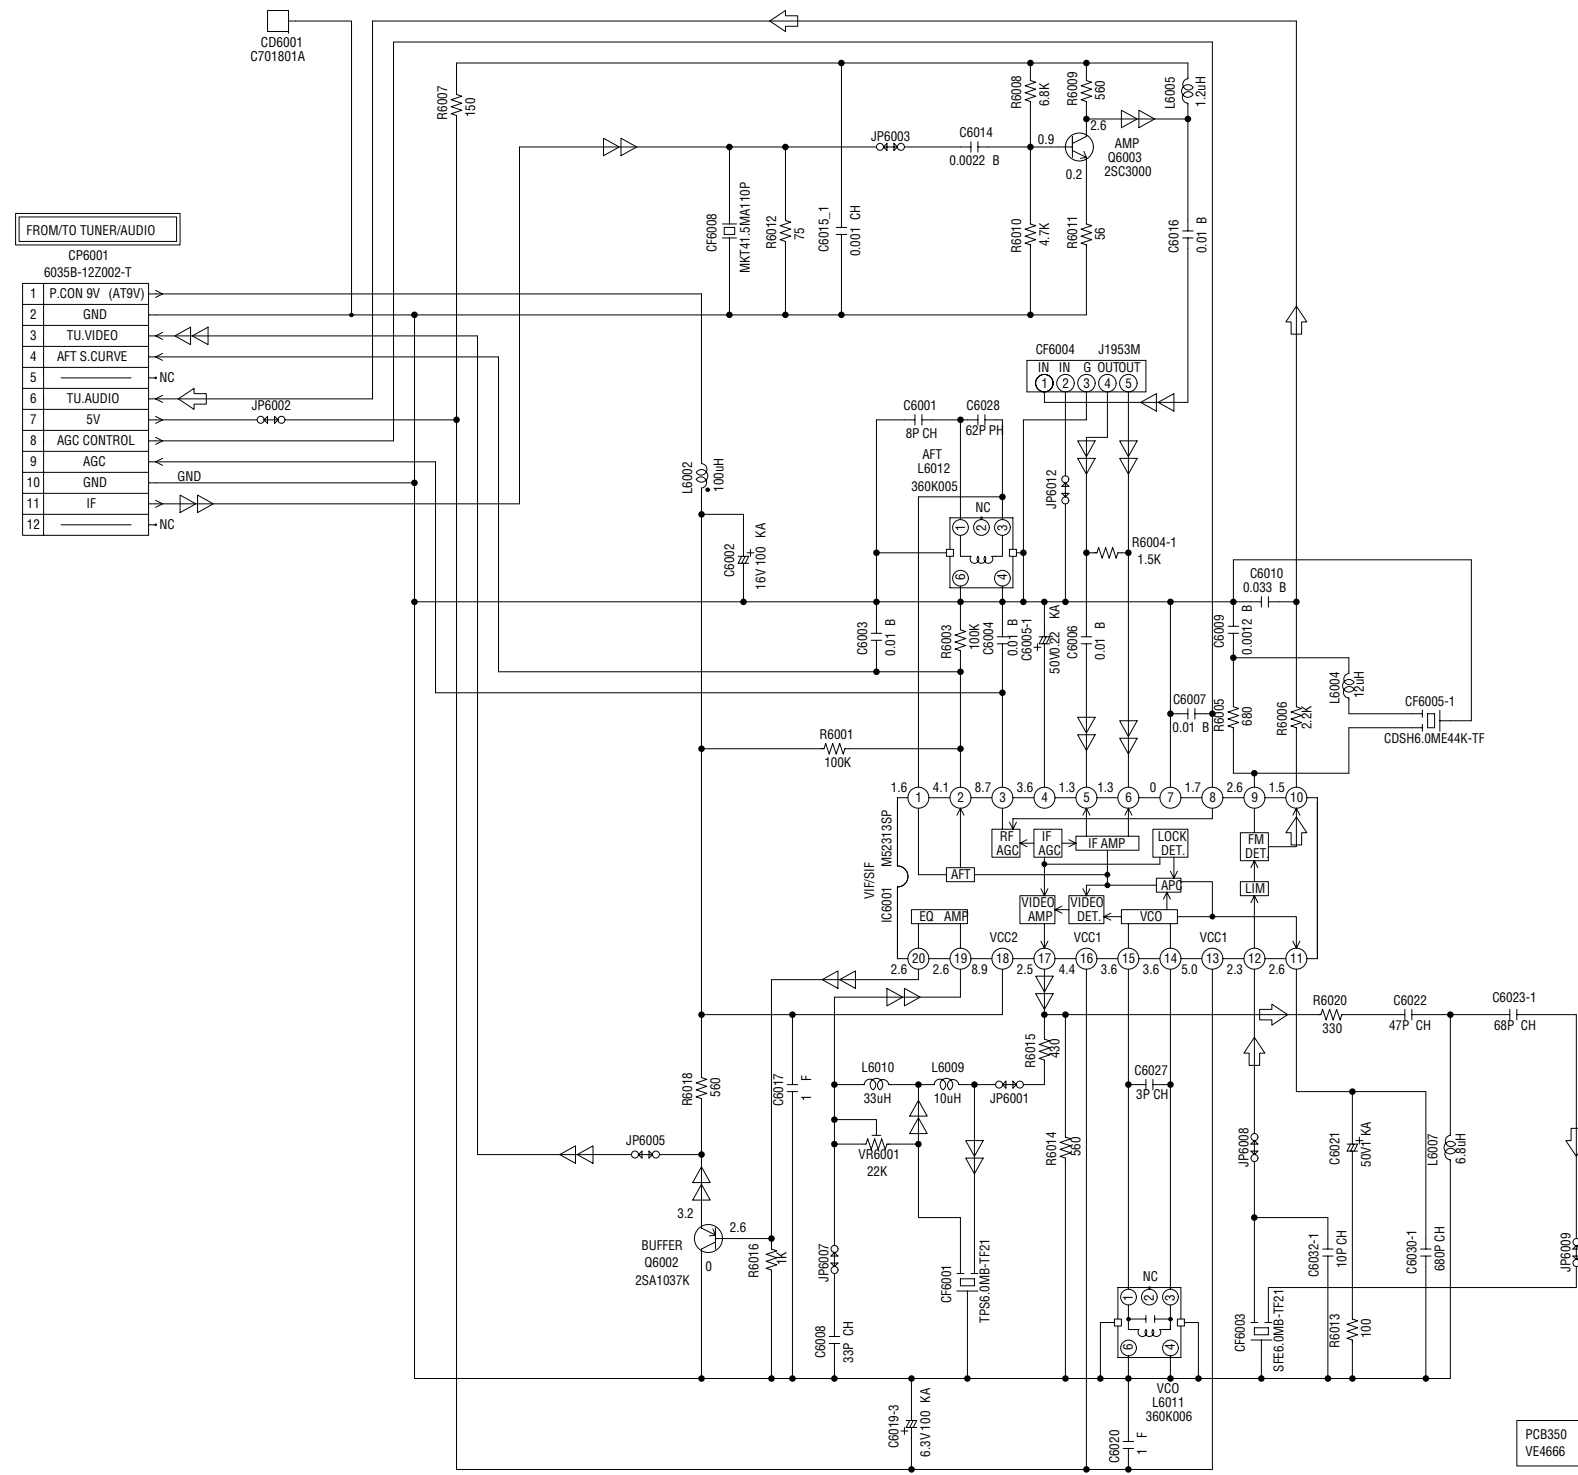 CD6001
C701801A
R6007
150
R6008
6.8K
R6009
560
L6005
1.2uH
JP6003
C6014
0.0022 B
0.9
2.6
AMP
Q6003
2SC3000
0.2
CF6008
MKT41.5MA110P
R6012
75
C6015_1
0.001 CH
R6010
4.7K
R6011
56
C6016
0.01 B
FROM/TO TUNER/AUDIO
CP6001
6035B-12Z002-T
1 P.CON 9V (AT9V)
2 GND
3 TU.VIDEO
4 AFT S.CURVE
5 NC
6 TU.AUDIO
7 5V
8 AGC CONTROL
9 AGC
10 GND GND
11 IF
12 NC
JP6002
CF6004 J1953M
IN IN G OUT OUT
1 2 3 4 5
C6001
8P CH
C6028
62P PH
AFT
L6012
360K005
NC
1 2 3
6 4
L6002
100uH
JP6012
R6004-1
1.5K
C6002
16V 100 KA
C6003
0.01 B
R6003
100K
C6004
0.01 B
C6005-1
50V0.22 KA
C6006
0.01 B
C6010
0.033 B
C6009
0.0012 B
L6004
12uH
CF6005-1
CDSH6.0ME44K-TF
C6007
0.01 B
R6005
680
R6006
2.2K
R6001
100K
1.6 4.1 8.7 3.6 1.3 1.3 0 1.7 2.6 1.5
1 2 3 4 5 6 7 8 9 10
VIF/SIF
IC6001 M52313SP
RF AGC
IF AGC
IF AMP
LOCK DET.
FM DET.
AFT
APC
LIM
EQ AMP
VIDEO AMP
VIDEO DET.
VCO
VCC2 VCC1 VCC1
20 19 18 17 16 15 14 13 12 11
2.6 2.6 8.9 2.5 4.4 3.6 3.6 5.0 2.3 2.6
R6020
330
C6022
47P CH
C6023-1
68P CH
R6015
430
R6018
560
C6017
1 F
L6010
33uH
L6009
10uH
JP6001
C6027
3P CH
JP6005
VR6001
22K
R6014
560
JP6008
C6021
50V1 KA
L6007
6.8uH
3.2
2.6
BUFFER
Q6002
2SA1037K
0
R6016
1K
JP6007
CF6001
TPS6.0MB-TF21
NC
1 2 3
6 4
C6032-1
10P CH
C6030-1
680P CH
JP6009
C6008
33P CH
CF6003
SFE6.0MB-TF21
R6013
100
VCO
L6011
360K006
C6019-3
6.3V 100 KA
C6020
1 F
PCB350
VE4666